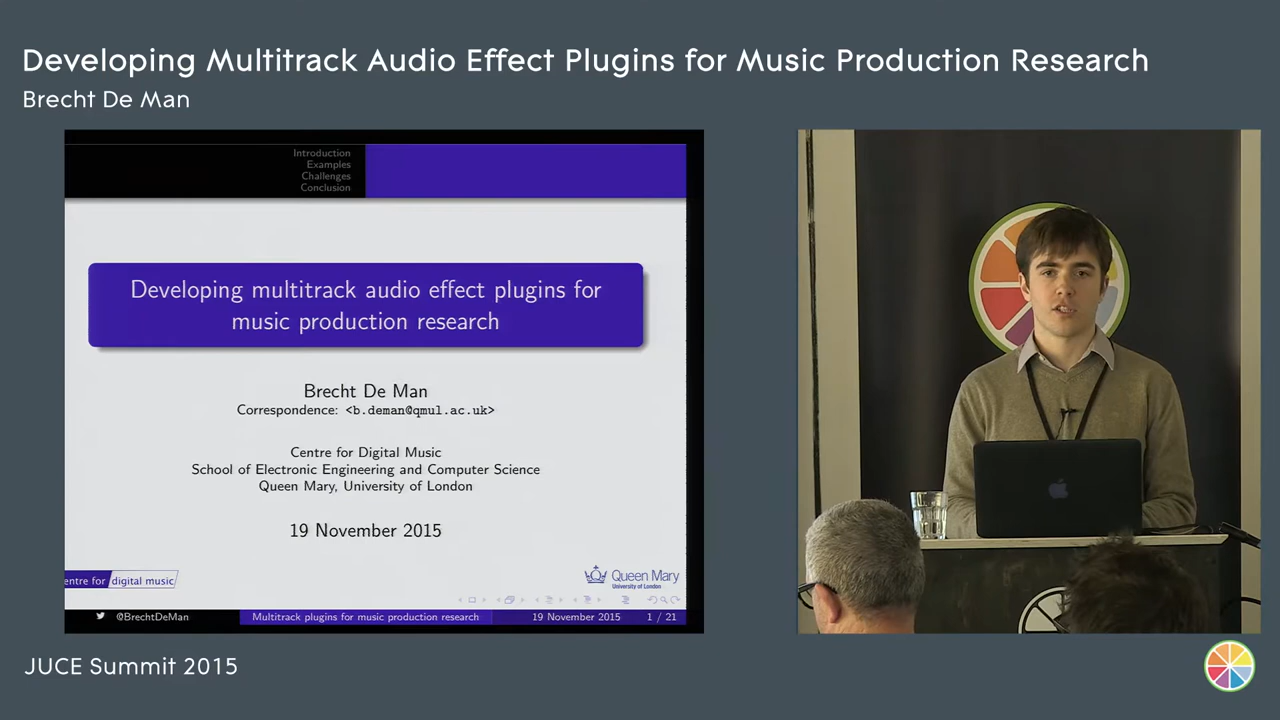 Developing Multitrack Audio Effect Plugins for Music Production Research
Brecht De Man
Introduction
Examples
Challenges
Conclusion
Developing multitrack audio effect plugins for
music production research
Brecht De Man
Correspondence: <b.deman@qmul.ac.uk>
Centre for Digital Music
School of Electronic Engineering and Computer Science
Queen Mary, University of London
19 November 2015
entre for digital music
Queen Mary
University of London
@BrechtDeMan
Multitrack plugins for music production research
19 November 2015
1 / 21
JUCE Summit 2015